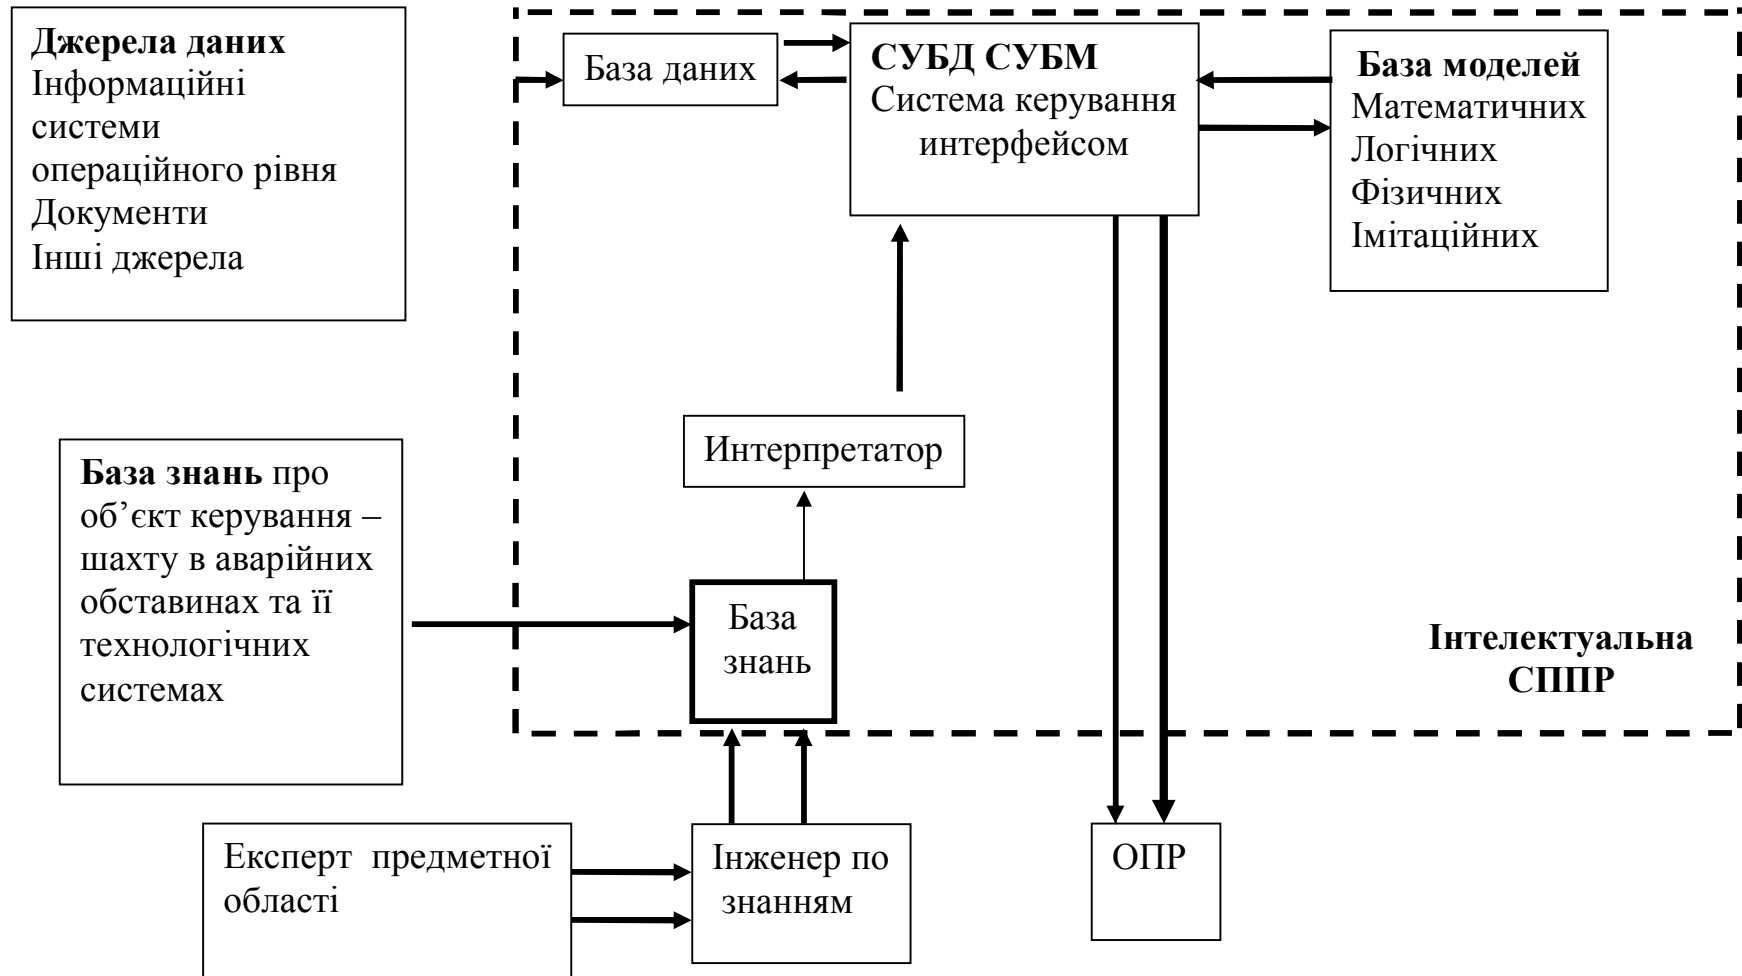 Джерела даних
Інформаційні
системи
операційного рівня
Документи
Інші джерела
База даних
СУБД СУБМ
Система керування
интерфейсом
База моделей
Математичних
Логічних
Фізичних
Імітаційних
Интерпретатор
База знань про
об’єкт керування –
шахту в аварійних
обставинах та її
технологічних
системах
База
знань
Інтелектуальна
СППР
Експерт предметної
області
Інженер по
знанням
ОПР